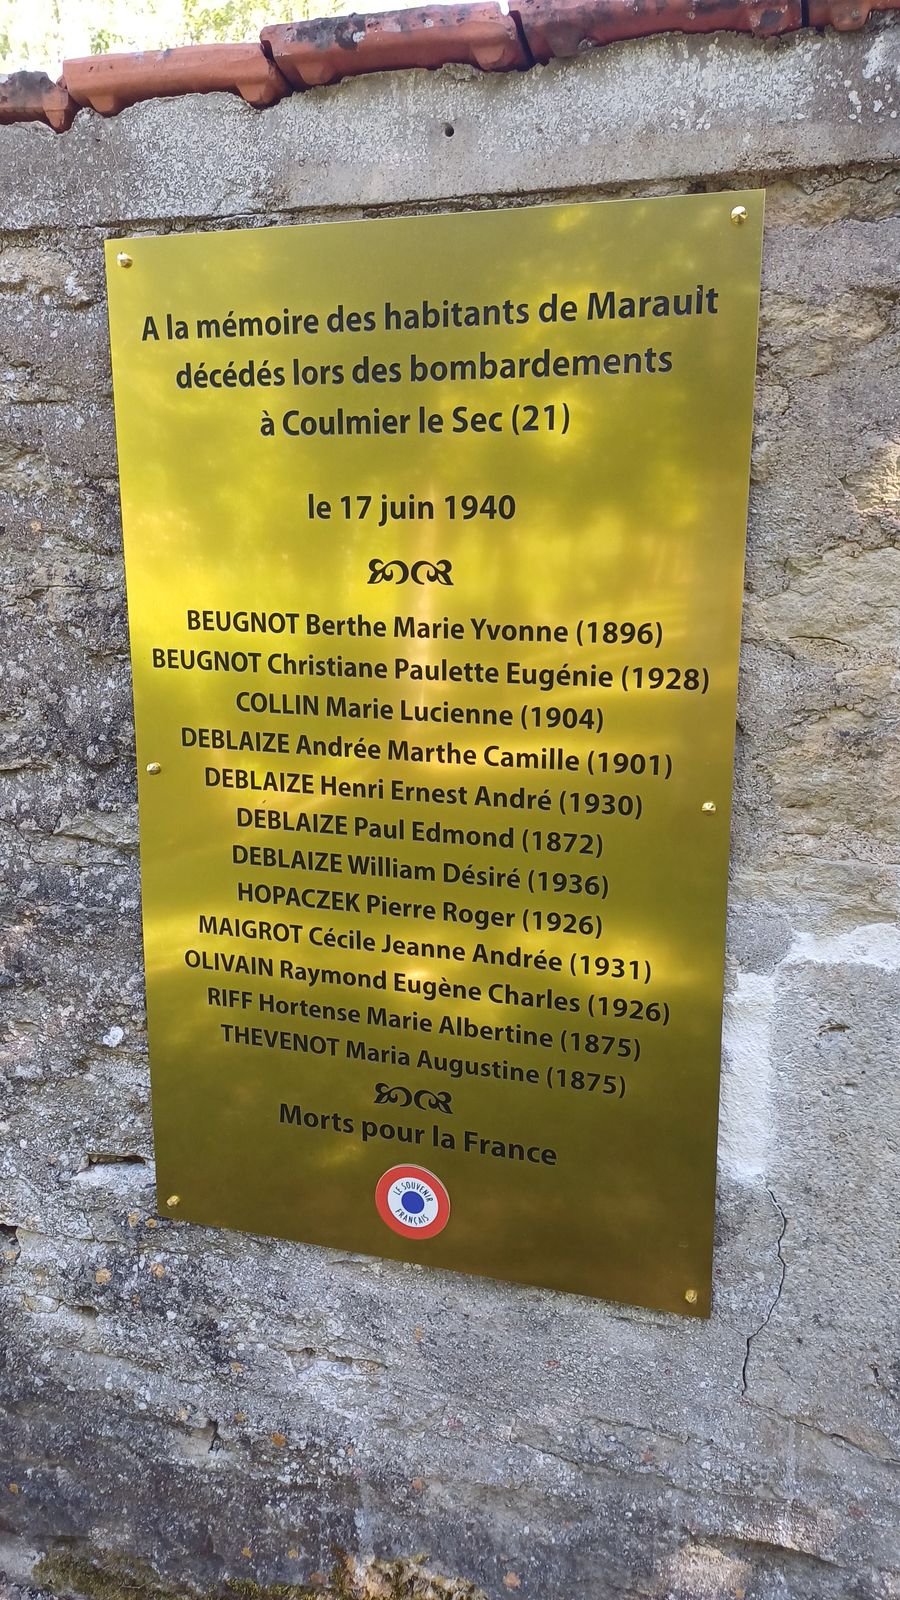 A la mémoire des habitants de Marault
décédés lors des bombardements
à Coulmier le Sec (21)
le 17 juin 1940
BEUGNOT Berthe Marie Yvonne (1896)
BEUGNOT Christiane Paulette Eugénie (1928)
COLLIN Marie Lucienne (1904)
DEBLAIZE Andrée Marthe Camille (1901)
DEBLAIZE Henri Ernest André (1930)
DEBLAIZE Paul Edmond (1872)
DEBLAIZE William Désiré (1936)
HOPACZEK Pierre Roger (1926)
MAIGROT Cécile Jeanne Andrée (1931)
OLIVAIN Raymond Eugène Charles (1926)
RIFF Hortense Marie Albertine (1875)
THEVENOT Maria Augustine (1875)
Morts pour la France
LE SOUVENIR
FRANÇAIS